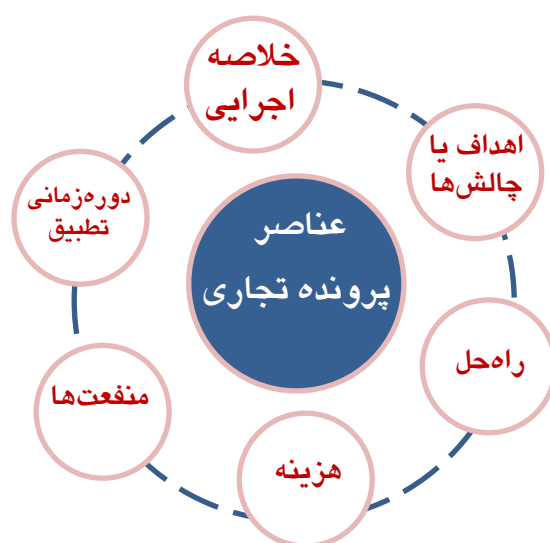 خلاصه
اجرایی
اهداف یا
چالش‌ها
راه‌حل
هزینه
منفعت‌ها
دوره‌زمانی
تطبیق
عناصر
پرونده تجاری